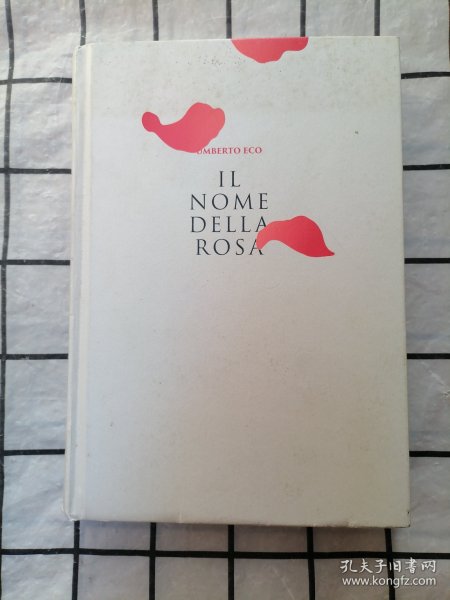 UMBERTO ECO
IL
NOME
DELLA
ROSA
孔夫子旧书网
www.kongfz.com